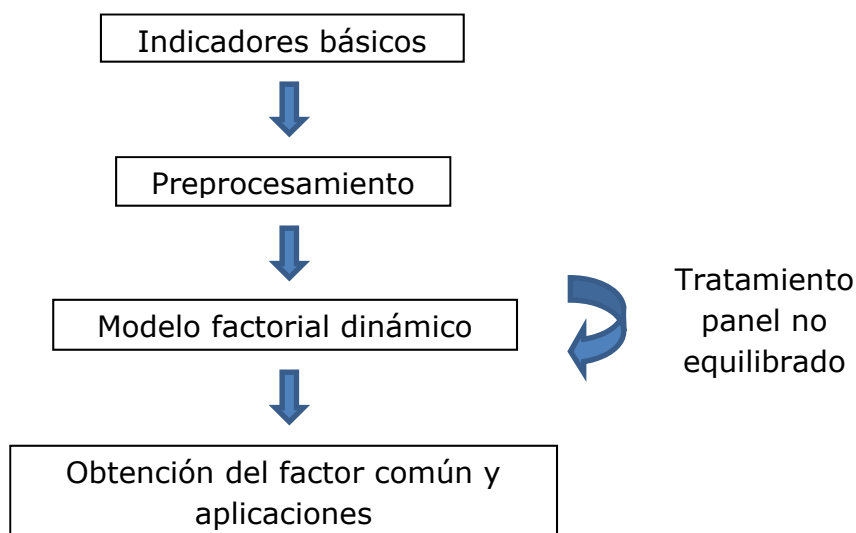 Indicadores básicos
Preprocesamiento
Modelo factorial dinámico
Tratamiento
panel no
equilibrado
Obtención del factor común y
aplicaciones